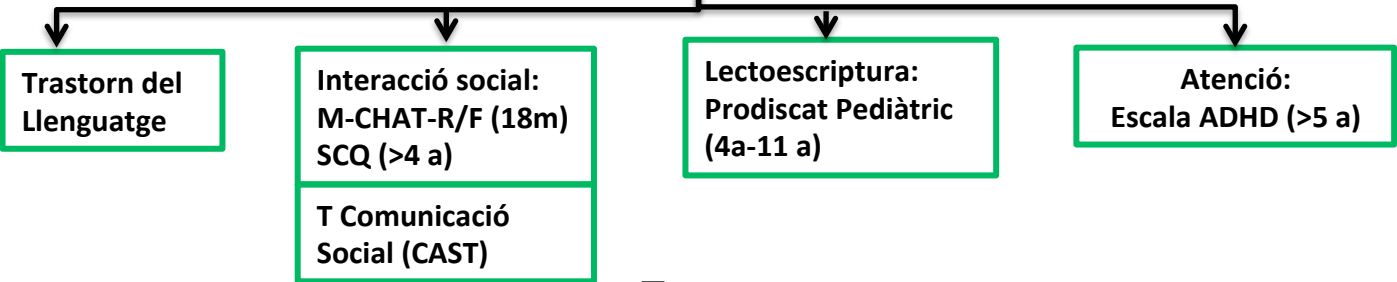 Trastorn del
Llenguatge
Interacció social:
M-CHAT-R/F (18m)
SCQ (>4 a)
T Comunicació
Social (CAST)
Lectoescriptura:
Prodiscat Pediàtric
(4a-11 a)
Atenció:
Escala ADHD (>5 a)